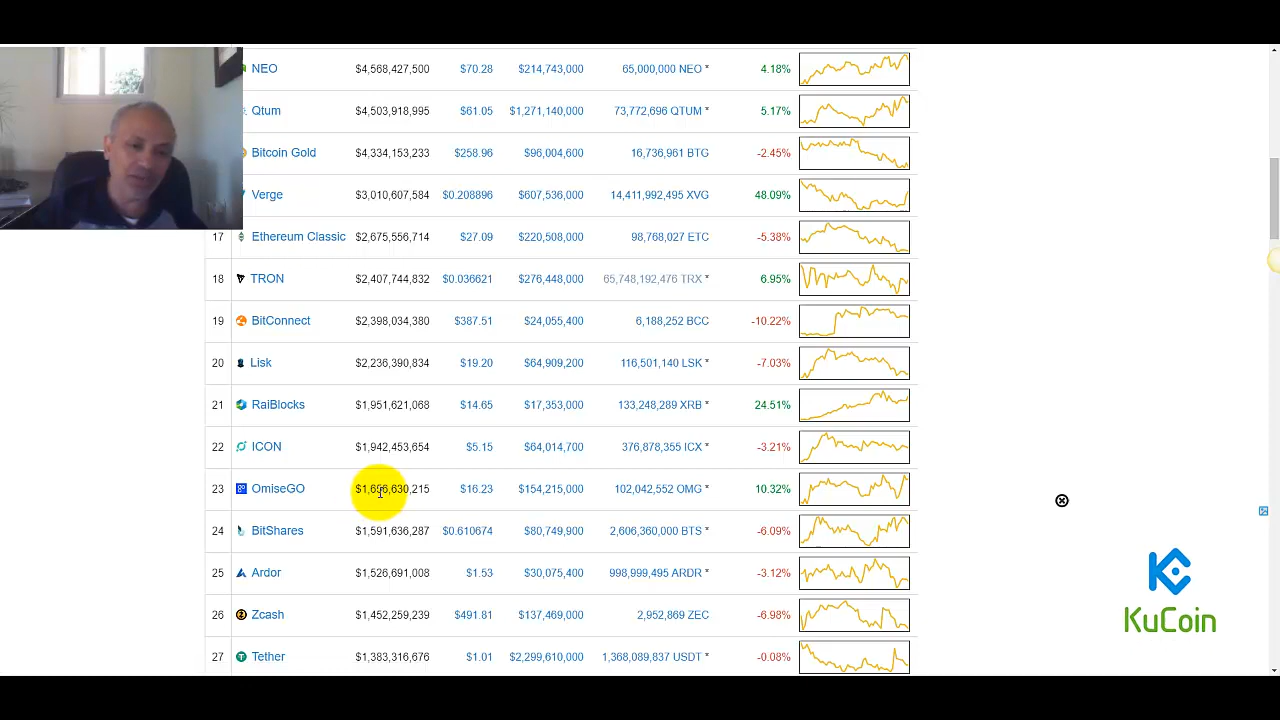 NEO $4,568,427,500 $70.28 $214,743,000 65,000,000 NEO * 4.18%
Qtum $4,503,918,995 $61.05 $1,271,140,000 73,772,696 QTUM * 5.17%
Bitcoin Gold $4,334,153,233 $258.96 $96,004,600 16,736,961 BTG -2.45%
Verge $3,010,607,584 $0.208896 $607,536,000 14,411,992,495 XVG 48.09%
17 Ethereum Classic $2,675,556,714 $27.09 $220,508,000 98,768,027 ETC -5.38%
18 TRON $2,407,744,832 $0.036621 $276,448,000 65,748,192,476 TRX * 6.95%
19 BitConnect $2,398,034,380 $387.51 $24,055,400 6,188,252 BCC -10.22%
20 Lisk $2,236,390,834 $19.20 $64,909,200 116,501,140 LSK * -7.03%
21 RaiBlocks $1,951,621,068 $14.65 $17,353,000 133,248,289 XRB * 24.51%
22 ICON $1,942,453,654 $5.15 $64,014,700 376,878,355 ICX * -3.21%
23 OmiseGO $1,656,630,215 $16.23 $154,215,000 102,042,552 OMG * 10.32%
24 BitShares $1,591,636,287 $0.610674 $80,749,900 2,606,360,000 BTS * -6.09%
25 Ardor $1,526,691,008 $1.53 $30,075,400 998,999,495 ARDR * -3.12%
26 Zcash $1,452,259,239 $491.81 $137,469,000 2,952,869 ZEC -6.98%
27 Tether $1,383,316,676 $1.01 $2,299,610,000 1,368,089,837 USDT * -0.08%
KuCoin